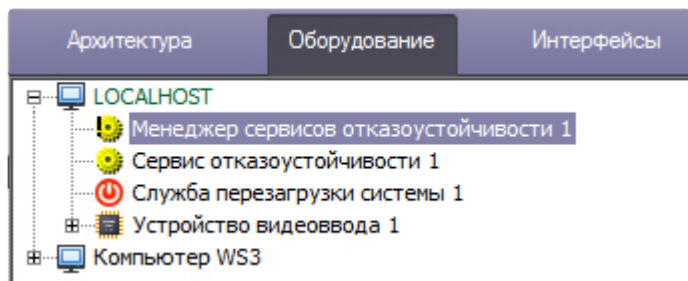 Архитектура Оборудование Интерфейсы
LOCALHOST
Менеджер сервисов отказоустойчивости 1
Сервис отказоустойчивости 1
Служба перезагрузки системы 1
Устройство видеоввода 1
Компьютер WS3